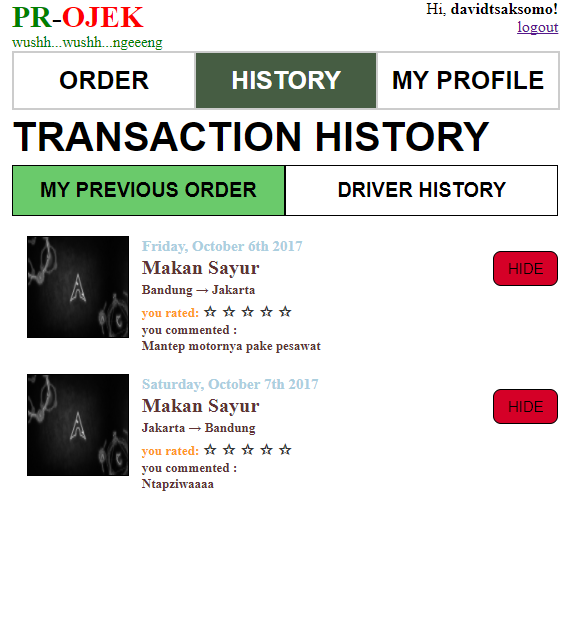 PR-OJEK
Hi, davidtsaksomo!
logout
wushh...wushh...ngeeeng
ORDER HISTORY MY PROFILE
TRANSACTION HISTORY
MY PREVIOUS ORDER DRIVER HISTORY
Friday, October 6th 2017
Makan Sayur
HIDE
Bandung → Jakarta
you rated: ☆ ☆ ☆ ☆ ☆
you commented :
Mantep motornya pake pesawat
Saturday, October 7th 2017
Makan Sayur
HIDE
Jakarta → Bandung
you rated: ☆ ☆ ☆ ☆ ☆
you commented :
Ntapziwaaaa